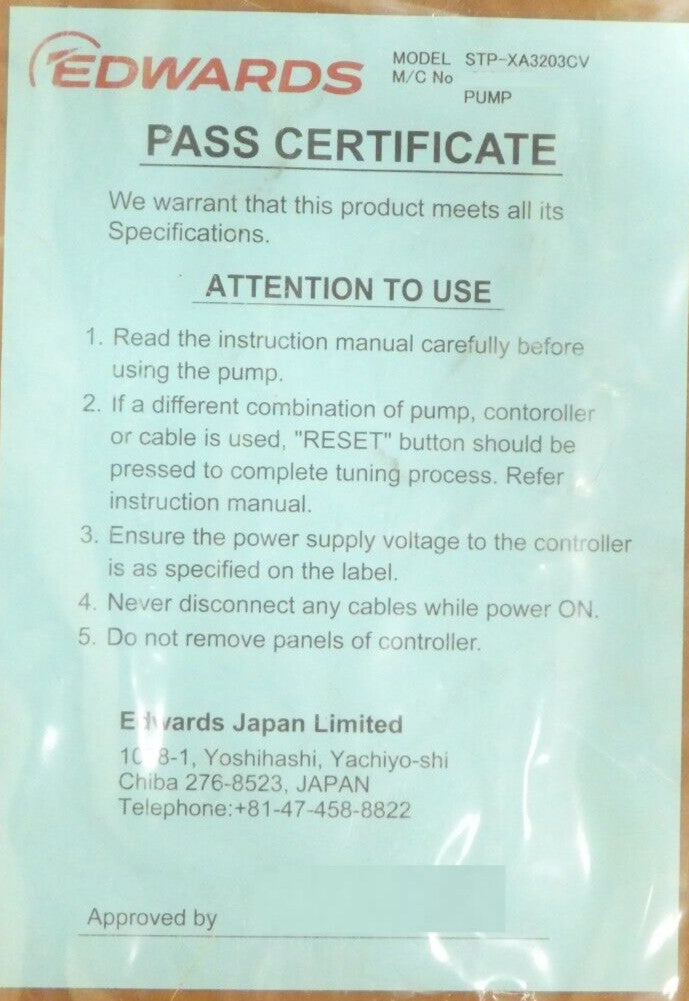 EDWARDS
MODEL STP-XA3203CV
M/C No
PUMP
PASS CERTIFICATE
We warrant that this product meets all its
Specifications.
ATTENTION TO USE
1. Read the instruction manual carefully before
using the pump.
2. If a different combination of pump, contoroller
or cable is used, "RESET" button should be
pressed to complete tuning process. Refer
instruction manual.
3. Ensure the power supply voltage to the controller
is as specified on the label.
4. Never disconnect any cables while power ON.
5. Do not remove panels of controller.
Edwards Japan Limited
Yoshihashi, Yachiyo-shi
Chiba 276-8523, JAPAN
Telephone:+81-47-458-8822
Approved by